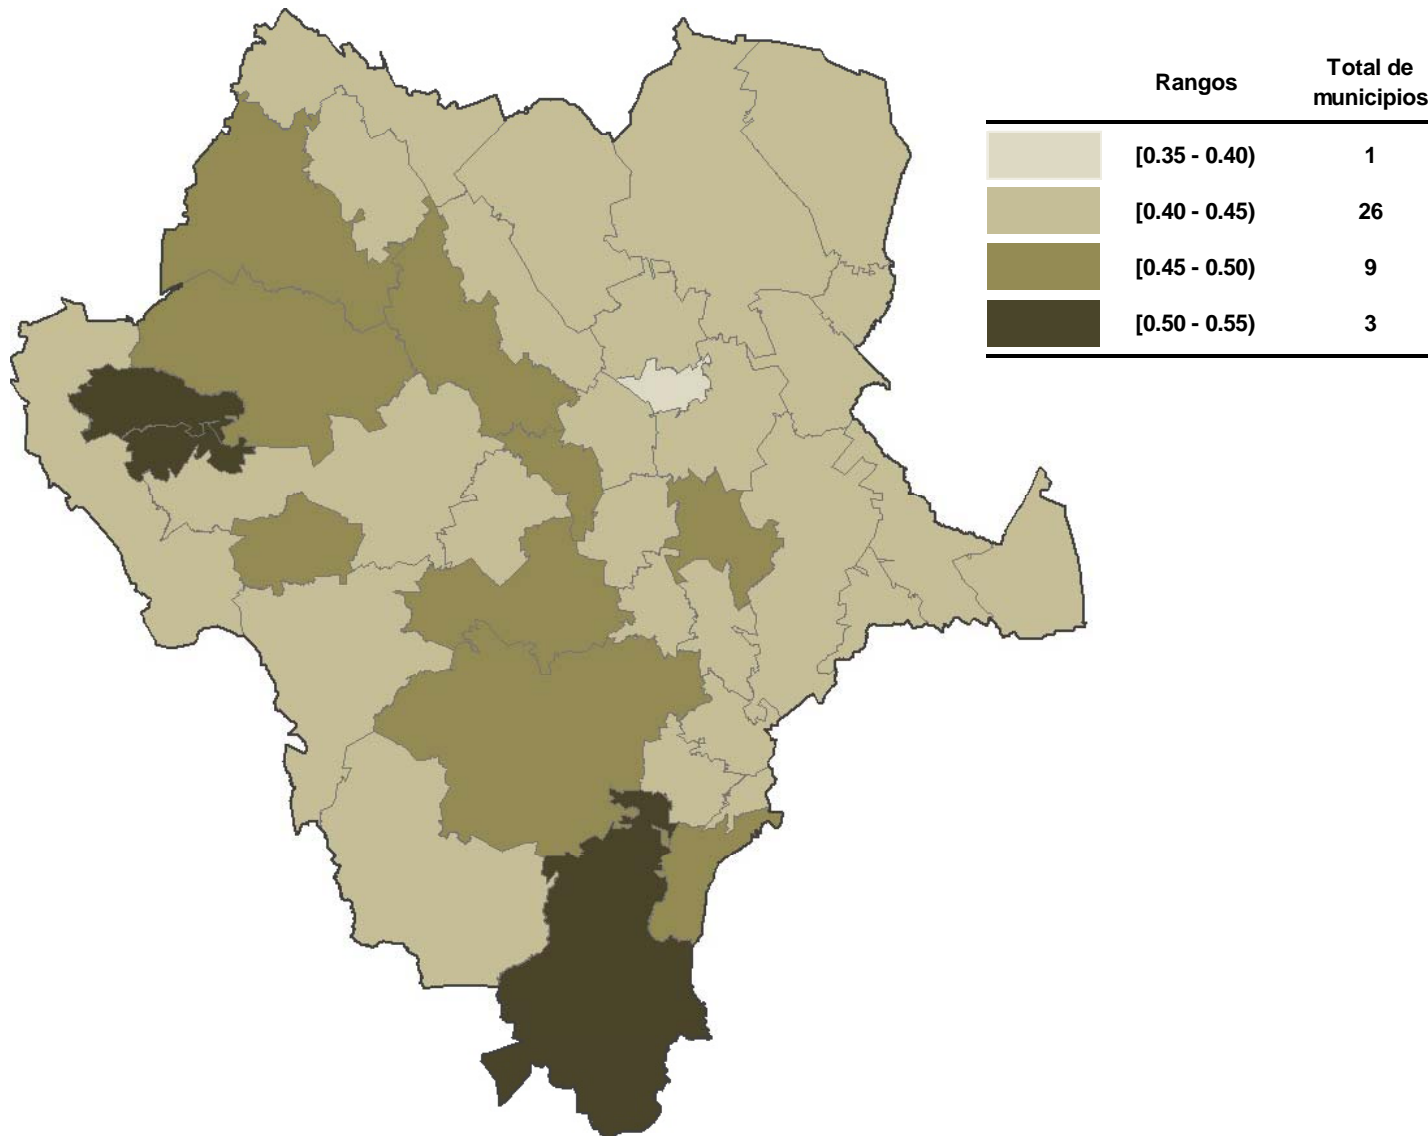 Rangos Total de
municipios
[0.35 - 0.40) 1
[0.40 - 0.45) 26
[0.45 - 0.50) 9
[0.50 - 0.55) 3